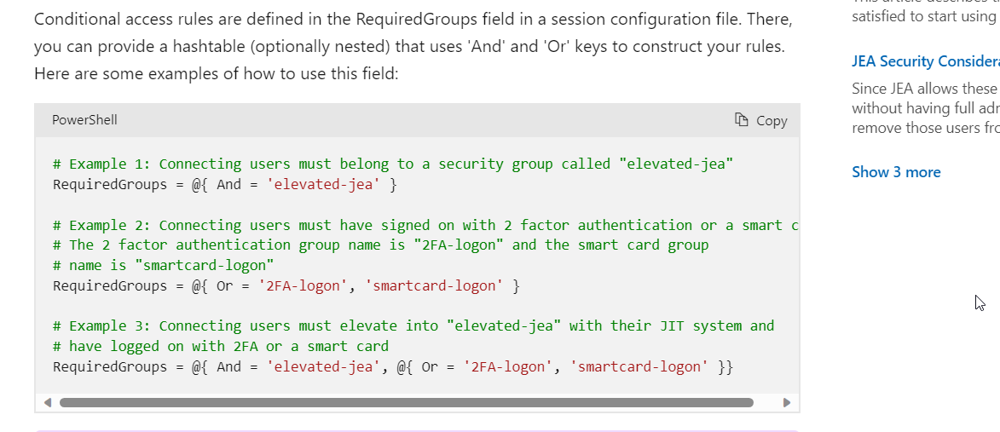 Conditional access rules are defined in the RequiredGroups field in a session configuration file. There,
you can provide a hashtable (optionally nested) that uses 'And' and 'Or' keys to construct your rules.
Here are some examples of how to use this field:
PowerShell
Copy
# Example 1: Connecting users must belong to a security group called "elevated-jea"
RequiredGroups = @{ And = 'elevated-jea' }
# Example 2: Connecting users must have signed on with 2 factor authentication or a smart c
# The 2 factor authentication group name is "2FA-logon" and the smart card group
# name is "smartcard-logon"
RequiredGroups = @{ Or = '2FA-logon', 'smartcard-logon' }
# Example 3: Connecting users must elevate into "elevated-jea" with their JIT system and
# have logged on with 2FA or a smart card
RequiredGroups = @{ And = 'elevated-jea', @{ Or = '2FA-logon', 'smartcard-logon' }}
satisfied to start using
JEA Security Considera
Since JEA allows these
without having full adr
remove those users fro
Show 3 more